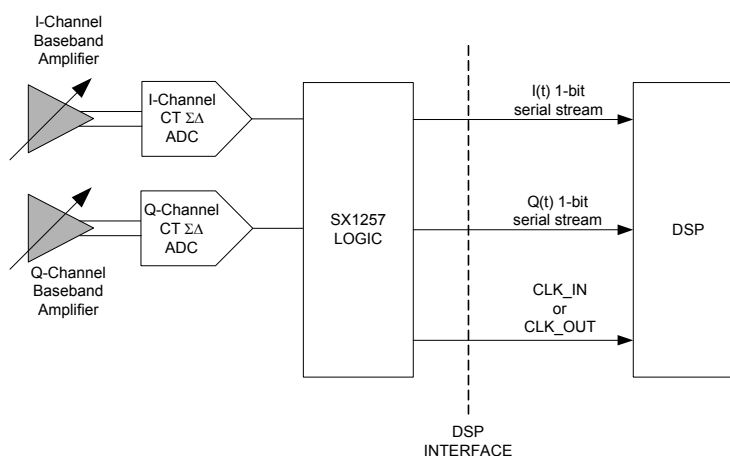 I-Channel
Baseband
Amplifier
I-Channel
CT ΣΔ
ADC
Q-Channel
CT ΣΔ
ADC
Q-Channel
Baseband
Amplifier
SX1257
LOGIC
I(t) 1-bit
serial stream
Q(t) 1-bit
serial stream
CLK_IN
or
CLK_OUT
DSP
DSP
INTERFACE